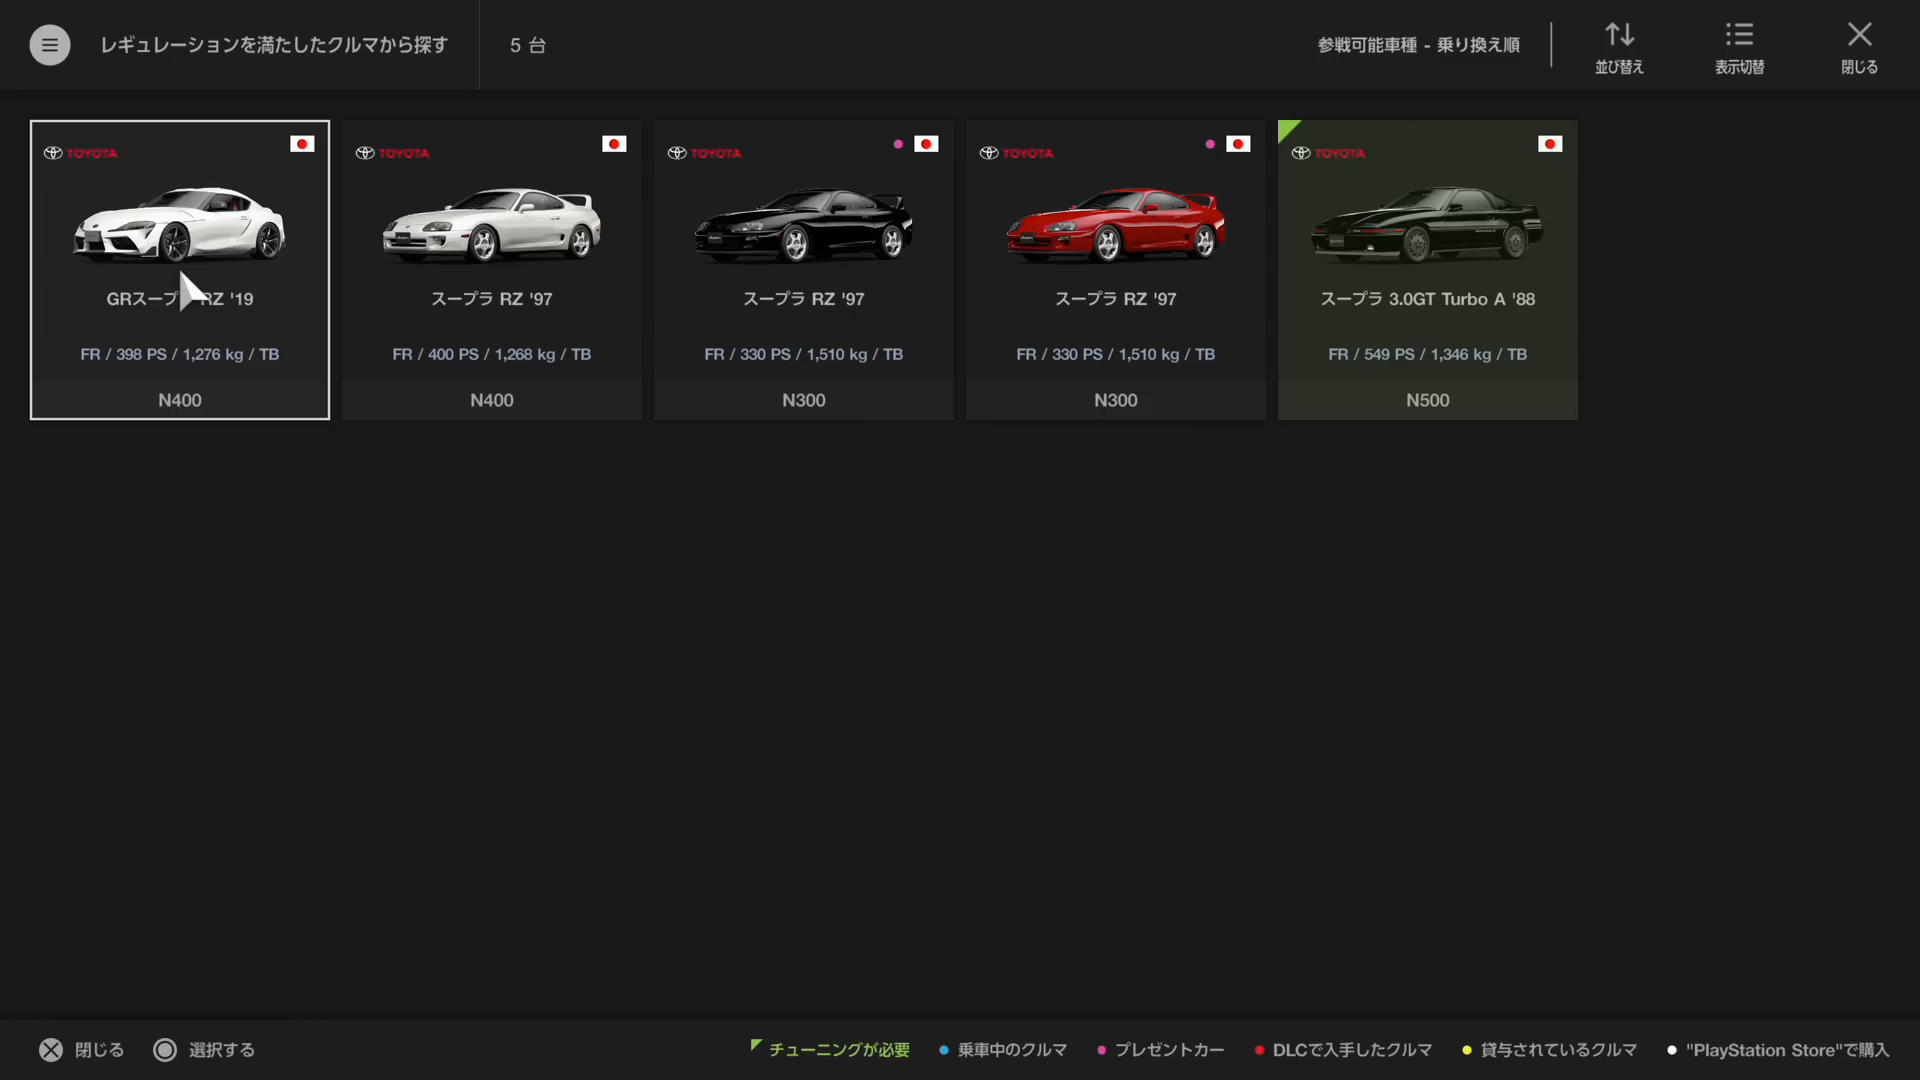 レギュレーションを満たしたクルマから探す
5 台
参戦可能車種 - 乗り換え順
並び替え
表示切替
閉じる
TOYOTA
GRスープ RZ '19
FR / 398 PS / 1,276 kg / TB
N400
TOYOTA
スープラ RZ '97
FR / 400 PS / 1,268 kg / TB
N400
TOYOTA
スープラ RZ '97
FR / 330 PS / 1,510 kg / TB
N300
TOYOTA
スープラ RZ '97
FR / 330 PS / 1,510 kg / TB
N300
TOYOTA
スープラ 3.0GT Turbo A '88
FR / 549 PS / 1,346 kg / TB
N500
閉じる
選択する
チューニングが必要
乗車中のクルマ
プレゼントカー
DLCで入手したクルマ
貸与されているクルマ
"PlayStation Store"で購入